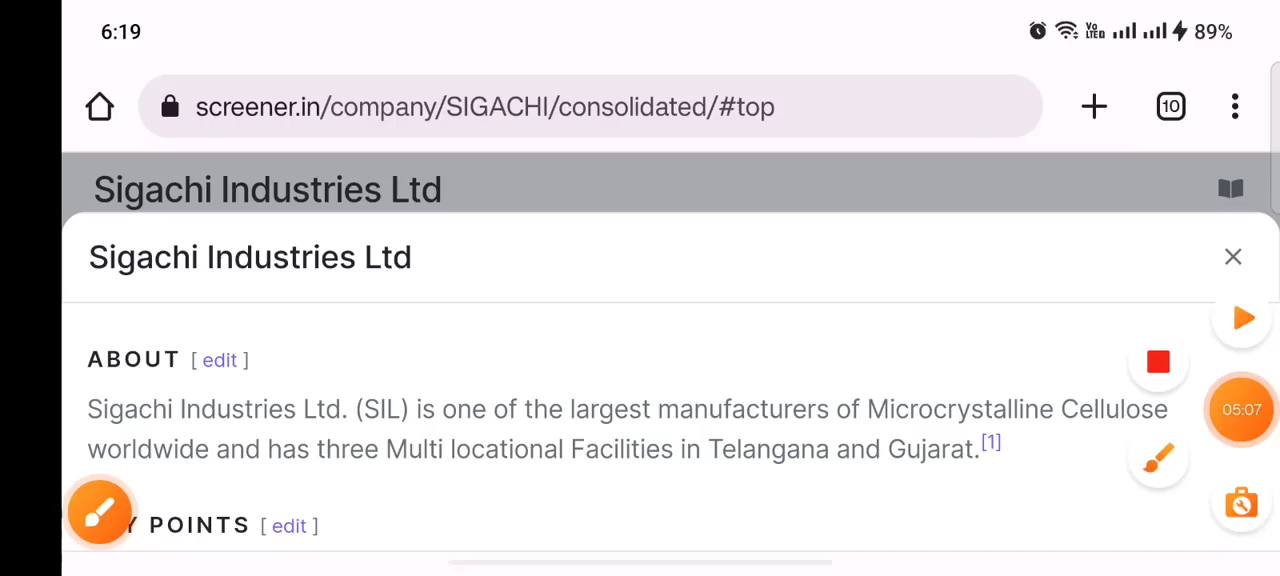 6:19
Vo LTED 89%
screener.in/company/SIGACHI/consolidated/#top
10
Sigachi Industries Ltd
Sigachi Industries Ltd
ABOUT [ edit ]
Sigachi Industries Ltd. (SIL) is one of the largest manufacturers of Microcrystalline Cellulose
worldwide and has three Multi locational Facilities in Telangana and Gujarat.[1]
05:07
Y POINTS [ edit ]